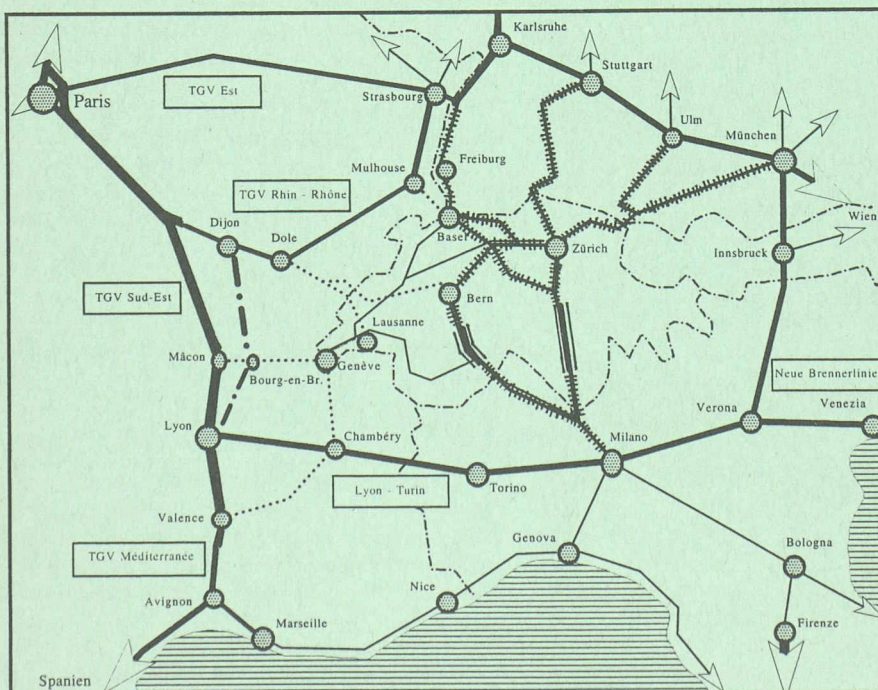 Karlsruhe
Stuttgart
Paris
TGV Est
Strasbourg
Ulm
München
Mulhouse
Freiburg
TGV Rhin - Rhône
Dijon
Dole
Basel
Zürich
Wien
Innsbruck
TGV Sud-Est
Bern
Lausanne
Mâcon
Bourg-en-Br.
Genève
Neue Brennerlinie
Verona
Venezia
Lyon
Chambéry
Milano
Lyon - Turin
Torino
Valence
Genova
Bologna
TGV Méditerranée
Nice
Avignon
Marseille
Firenze
Spanien